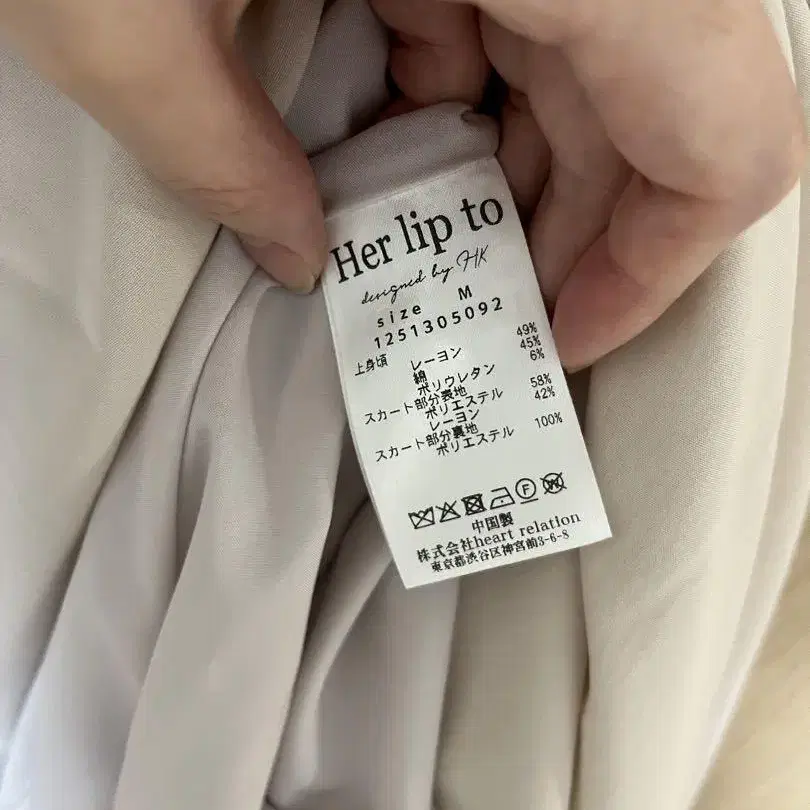 Her lip to
designed by HK
size M
1251305092
上身頃 レーヨン 49%
綿 45%
ポリウレタン 6%
スカート部分表地
ポリエステル 58%
レーヨン 42%
スカート部分裏地
ポリエステル 100%
F W
中国製
株式会社heart relation
東京都渋谷区神宮前3-6-8